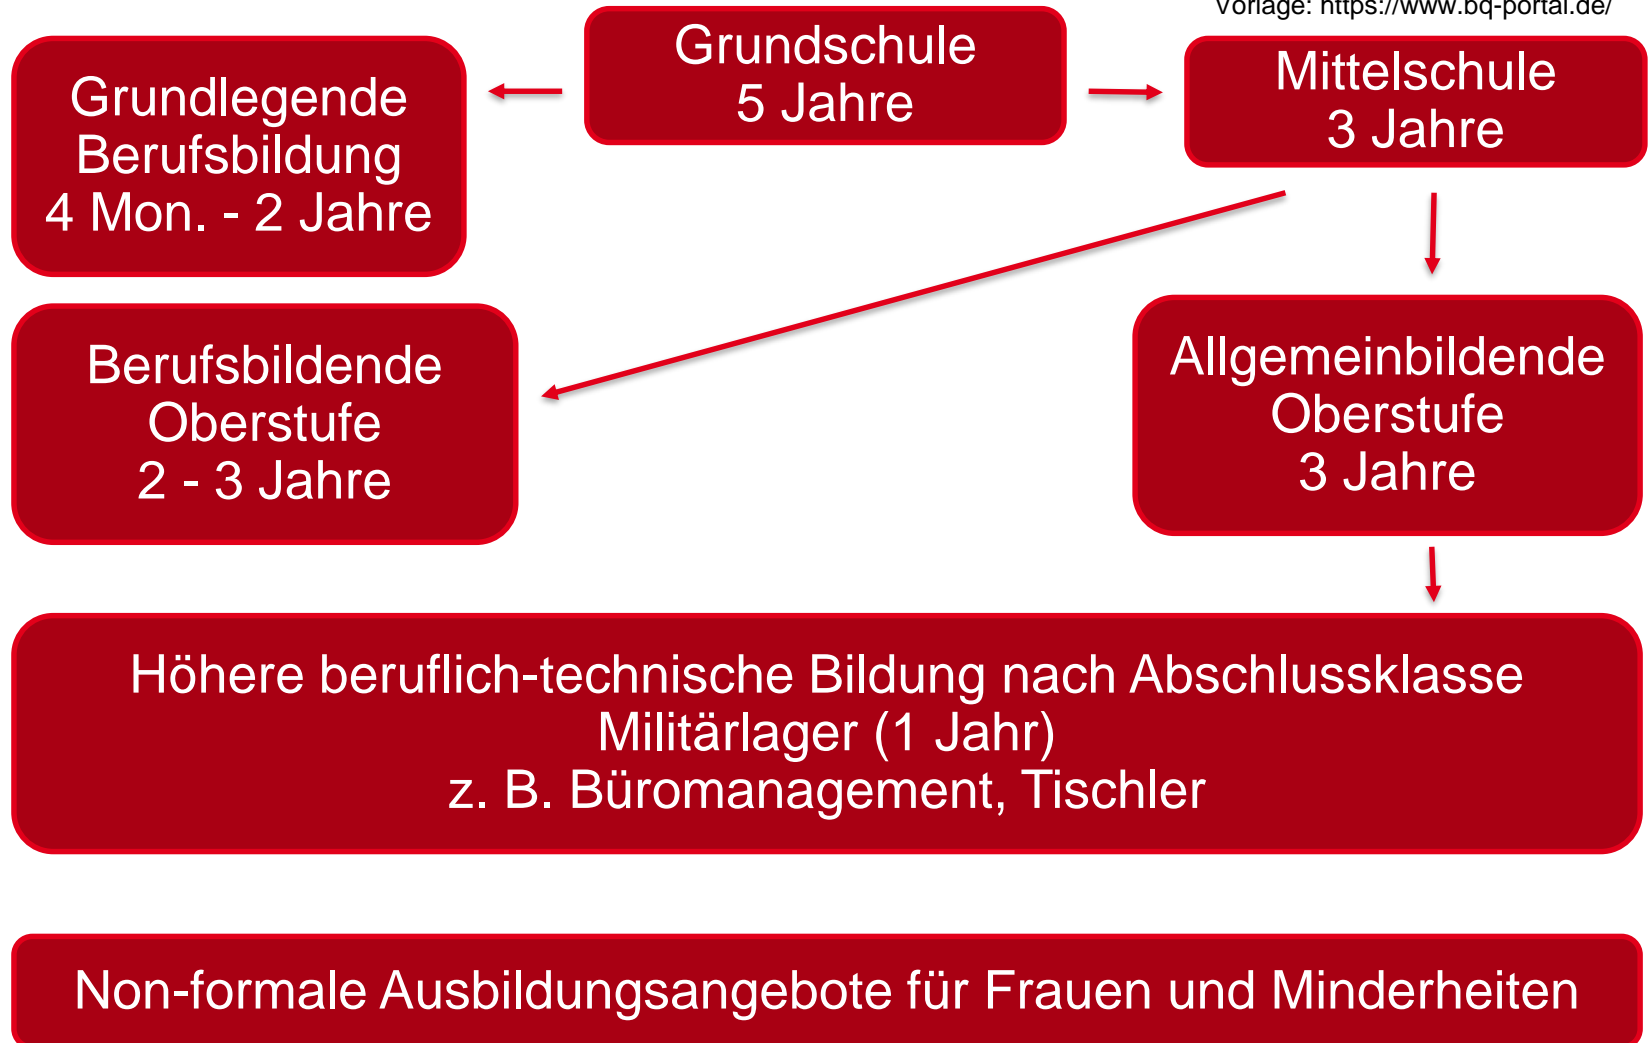 Vorlage: https://www.bq-portal.de/
Grundschule
5 Jahre
Grundlegende
Berufsbildung
4 Mon. - 2 Jahre
Mittelschule
3 Jahre
Berufsbildende
Oberstufe
2 - 3 Jahre
Allgemeinbildende
Oberstufe
3 Jahre
Höhere beruflich-technische Bildung nach Abschlussklasse
Militärlager (1 Jahr)
z. B. Büromanagement, Tischler
Non-formale Ausbildungsangebote für Frauen und Minderheiten